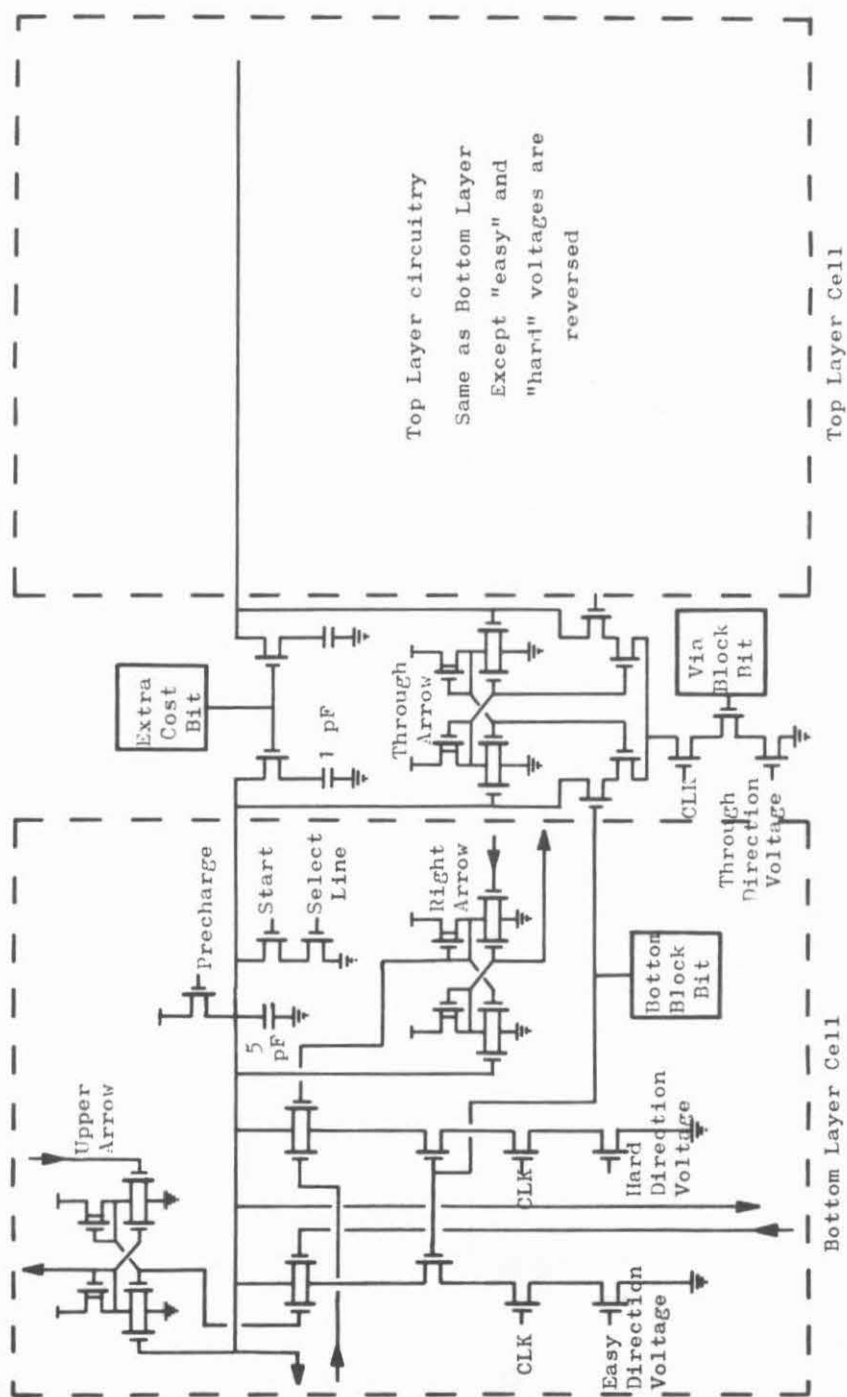 Upper
Arrow
Precharge
5
pF
Start
Select
Line
Right
Arrow
CLK
Easy
Direction
Voltage
CLK
Hard
Direction
Voltage
Botton
Block
Bit
Bottom Layer Cell
Extra
Cost
Bit
1 pF
Through
Arrow
CLK
Through
Direction
Voltage
Via
Block
Bit
Top Layer circuitry
Same as Bottom Layer
Except "easy" and
"hard" voltages are
reversed
Top Layer Cell